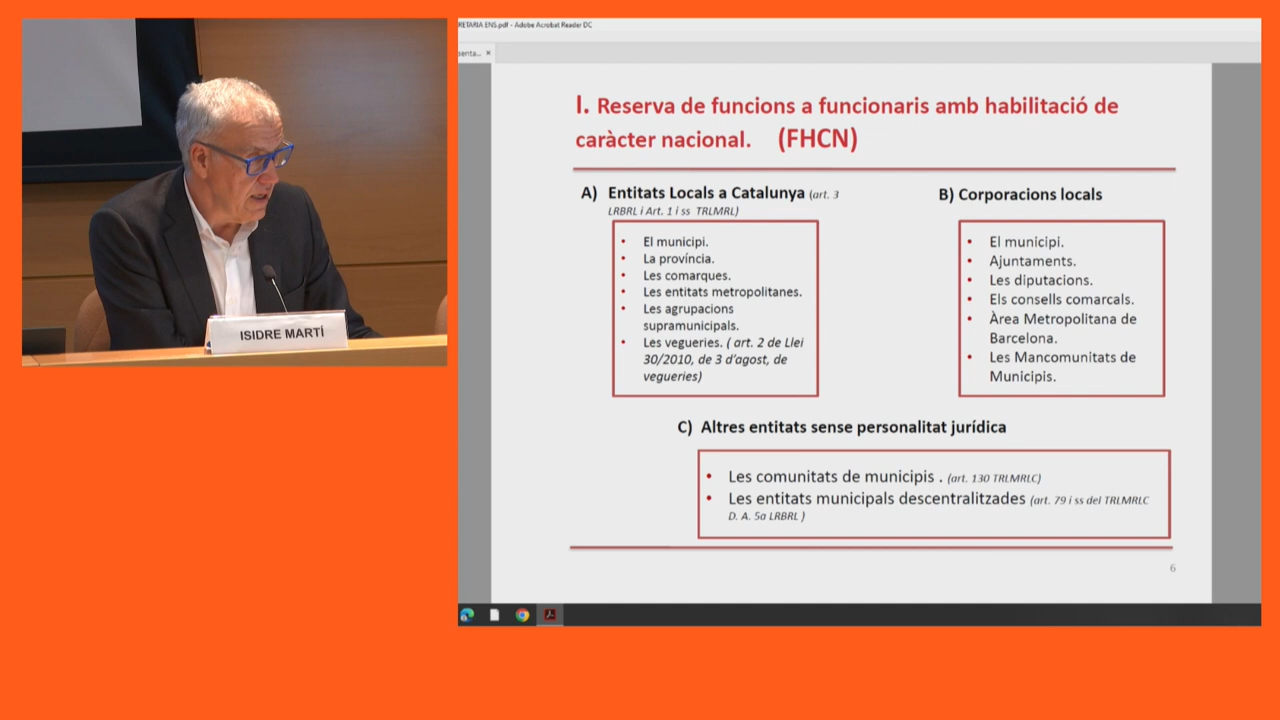 ISIDRE MARTÍ
RETARIA ENS.pdf - Adobe Acrobat Reader DC
senta... ×
I. Reserva de funcions a funcionaris amb habilitació de
caràcter nacional. (FHCN)
A) Entitats Locals a Catalunya (art. 3
LRBRL i Art. 1 i ss TRLMRL)
• El municipi.
• La província.
• Les comarques.
• Les entitats metropolitanes.
• Les agrupacions
supramunicipals.
• Les vegueries. ( art. 2 de Llei
30/2010, de 3 d'agost, de
vegueries)
B) Corporacions locals
• El municipi.
• Ajuntaments.
• Les diputacions.
• Els consells comarcals.
• Àrea Metropolitana de
Barcelona.
• Les Mancomunitats de
Municipis.
C) Altres entitats sense personalitat jurídica
• Les comunitats de municipis . (art. 130 TRLMRLC)
• Les entitats municipals descentralitzades (art. 79 i ss del TRLMRLC
D. A. 5a LRBRL )
6